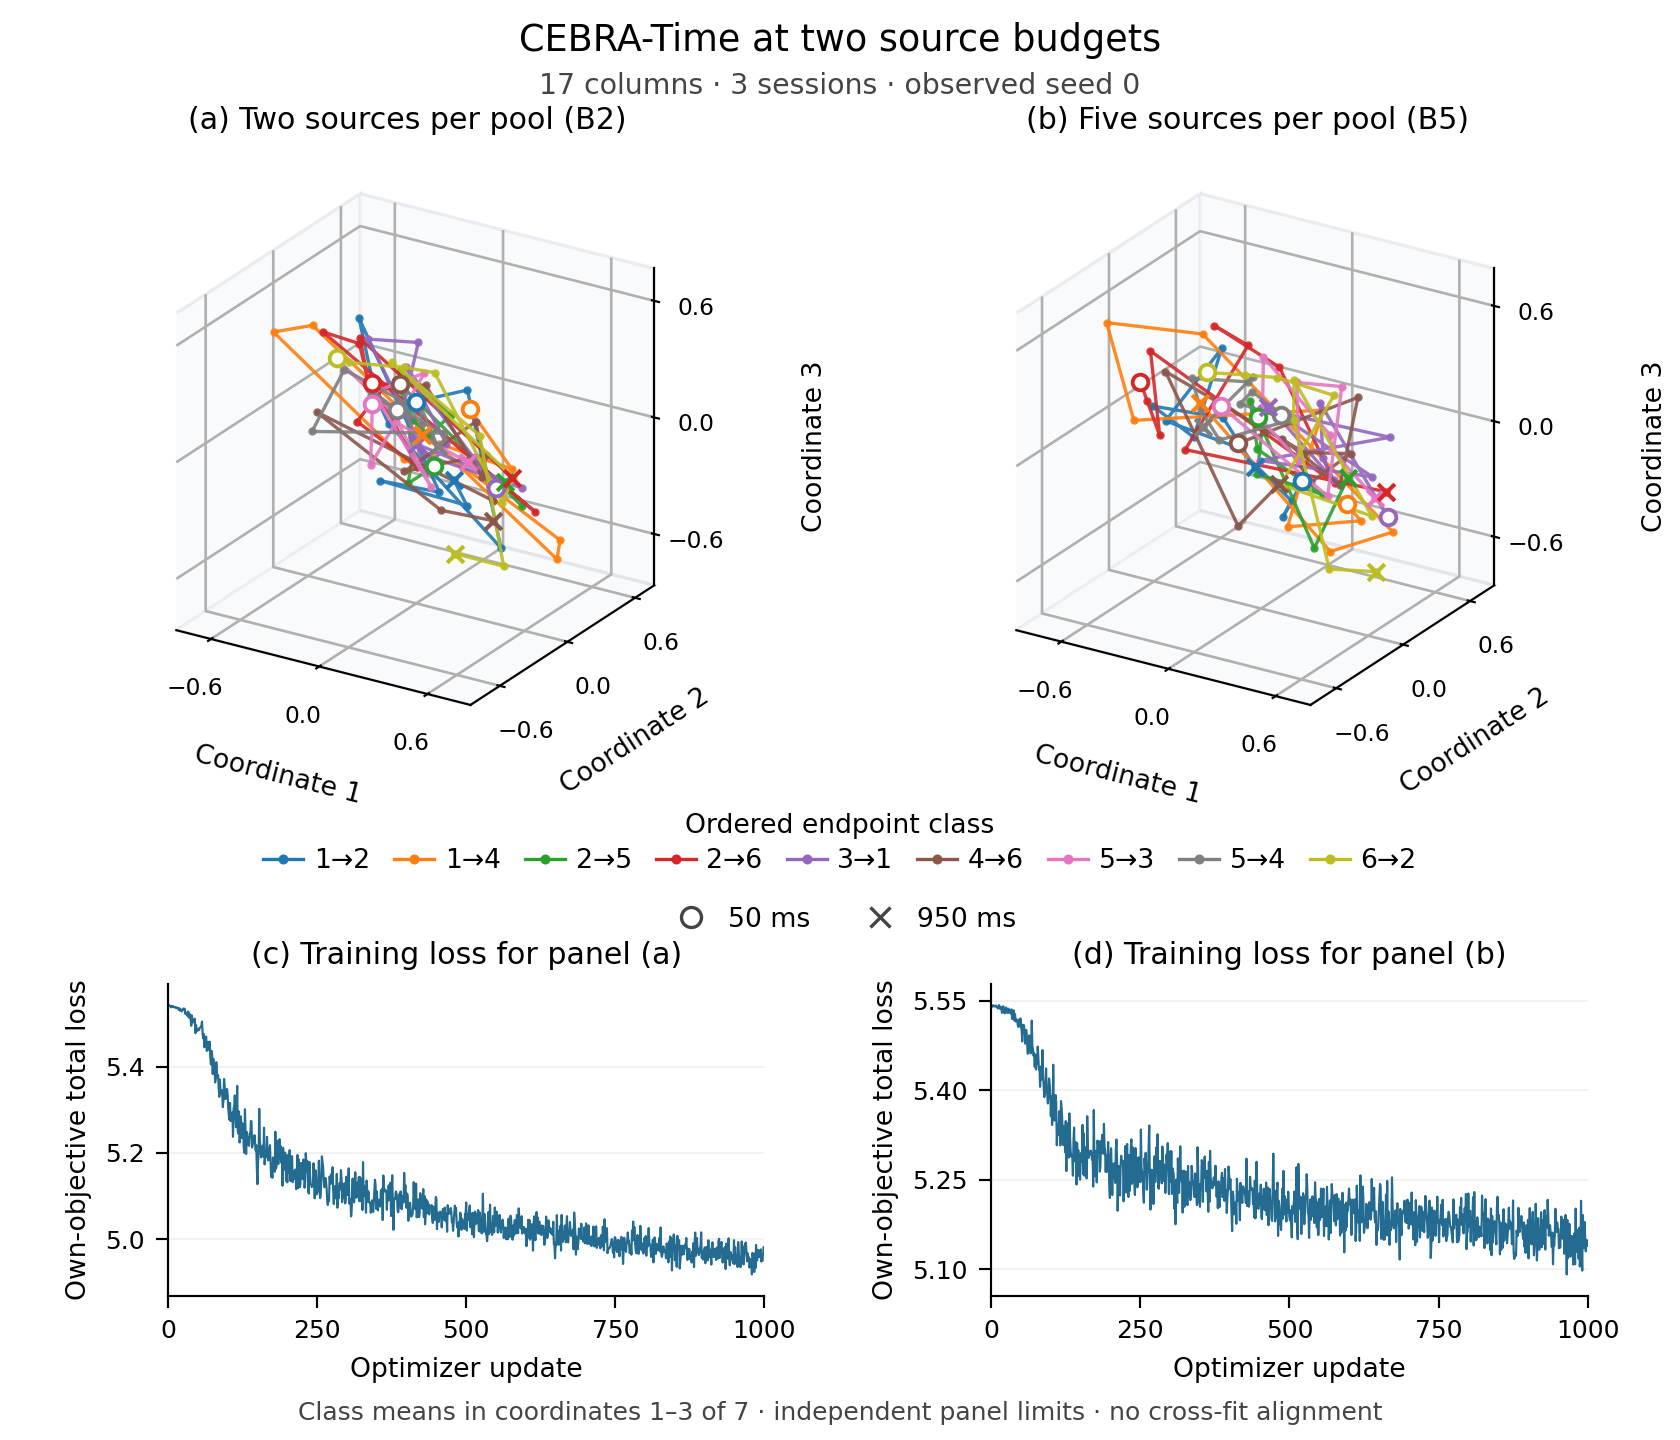 CEBRA-Time at two source budgets
17 columns · 3 sessions · observed seed 0
(a) Two sources per pool (B2)
0.6
0.0
−0.6
Coordinate 3
−0.6
0.0
0.6
Coordinate 1
−0.6
0.0
0.6
Coordinate 2
(b) Five sources per pool (B5)
0.6
0.0
−0.6
Coordinate 3
−0.6
0.0
0.6
Coordinate 1
−0.6
0.0
0.6
Coordinate 2
Ordered endpoint class
1→2 1→4 2→5 2→6 3→1 4→6 5→3 5→4 6→2
50 ms 950 ms
(c) Training loss for panel (a)
Own-objective total loss
5.4
5.2
5.0
0 250 500 750 1000
Optimizer update
(d) Training loss for panel (b)
Own-objective total loss
5.55
5.40
5.25
5.10
0 250 500 750 1000
Optimizer update
Class means in coordinates 1–3 of 7 · independent panel limits · no cross-fit alignment